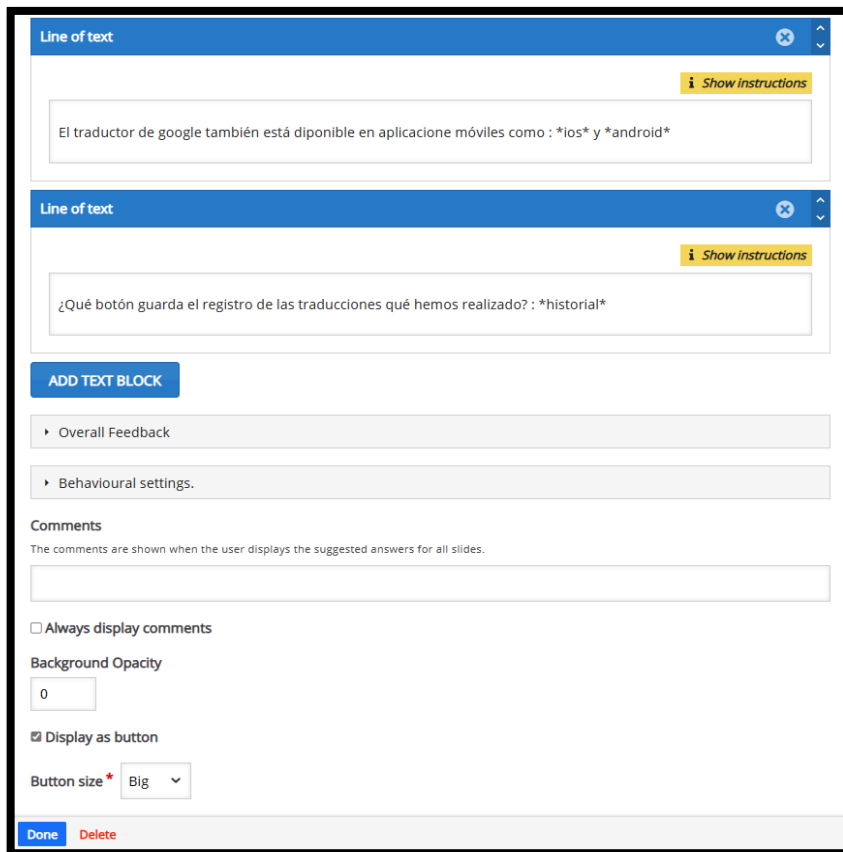 Line of text
i Show instructions
El traductor de google también está diponible en aplicacione móviles como : *ios* y *android*
Line of text
i Show instructions
¿Qué botón guarda el registro de las traducciones qué hemos realizado? : *historial*
ADD TEXT BLOCK
Overall Feedback
Behavioural settings.
Comments
The comments are shown when the user displays the suggested answers for all slides.
Always display comments
Background Opacity
0
Display as button
Button size * Big
Done Delete